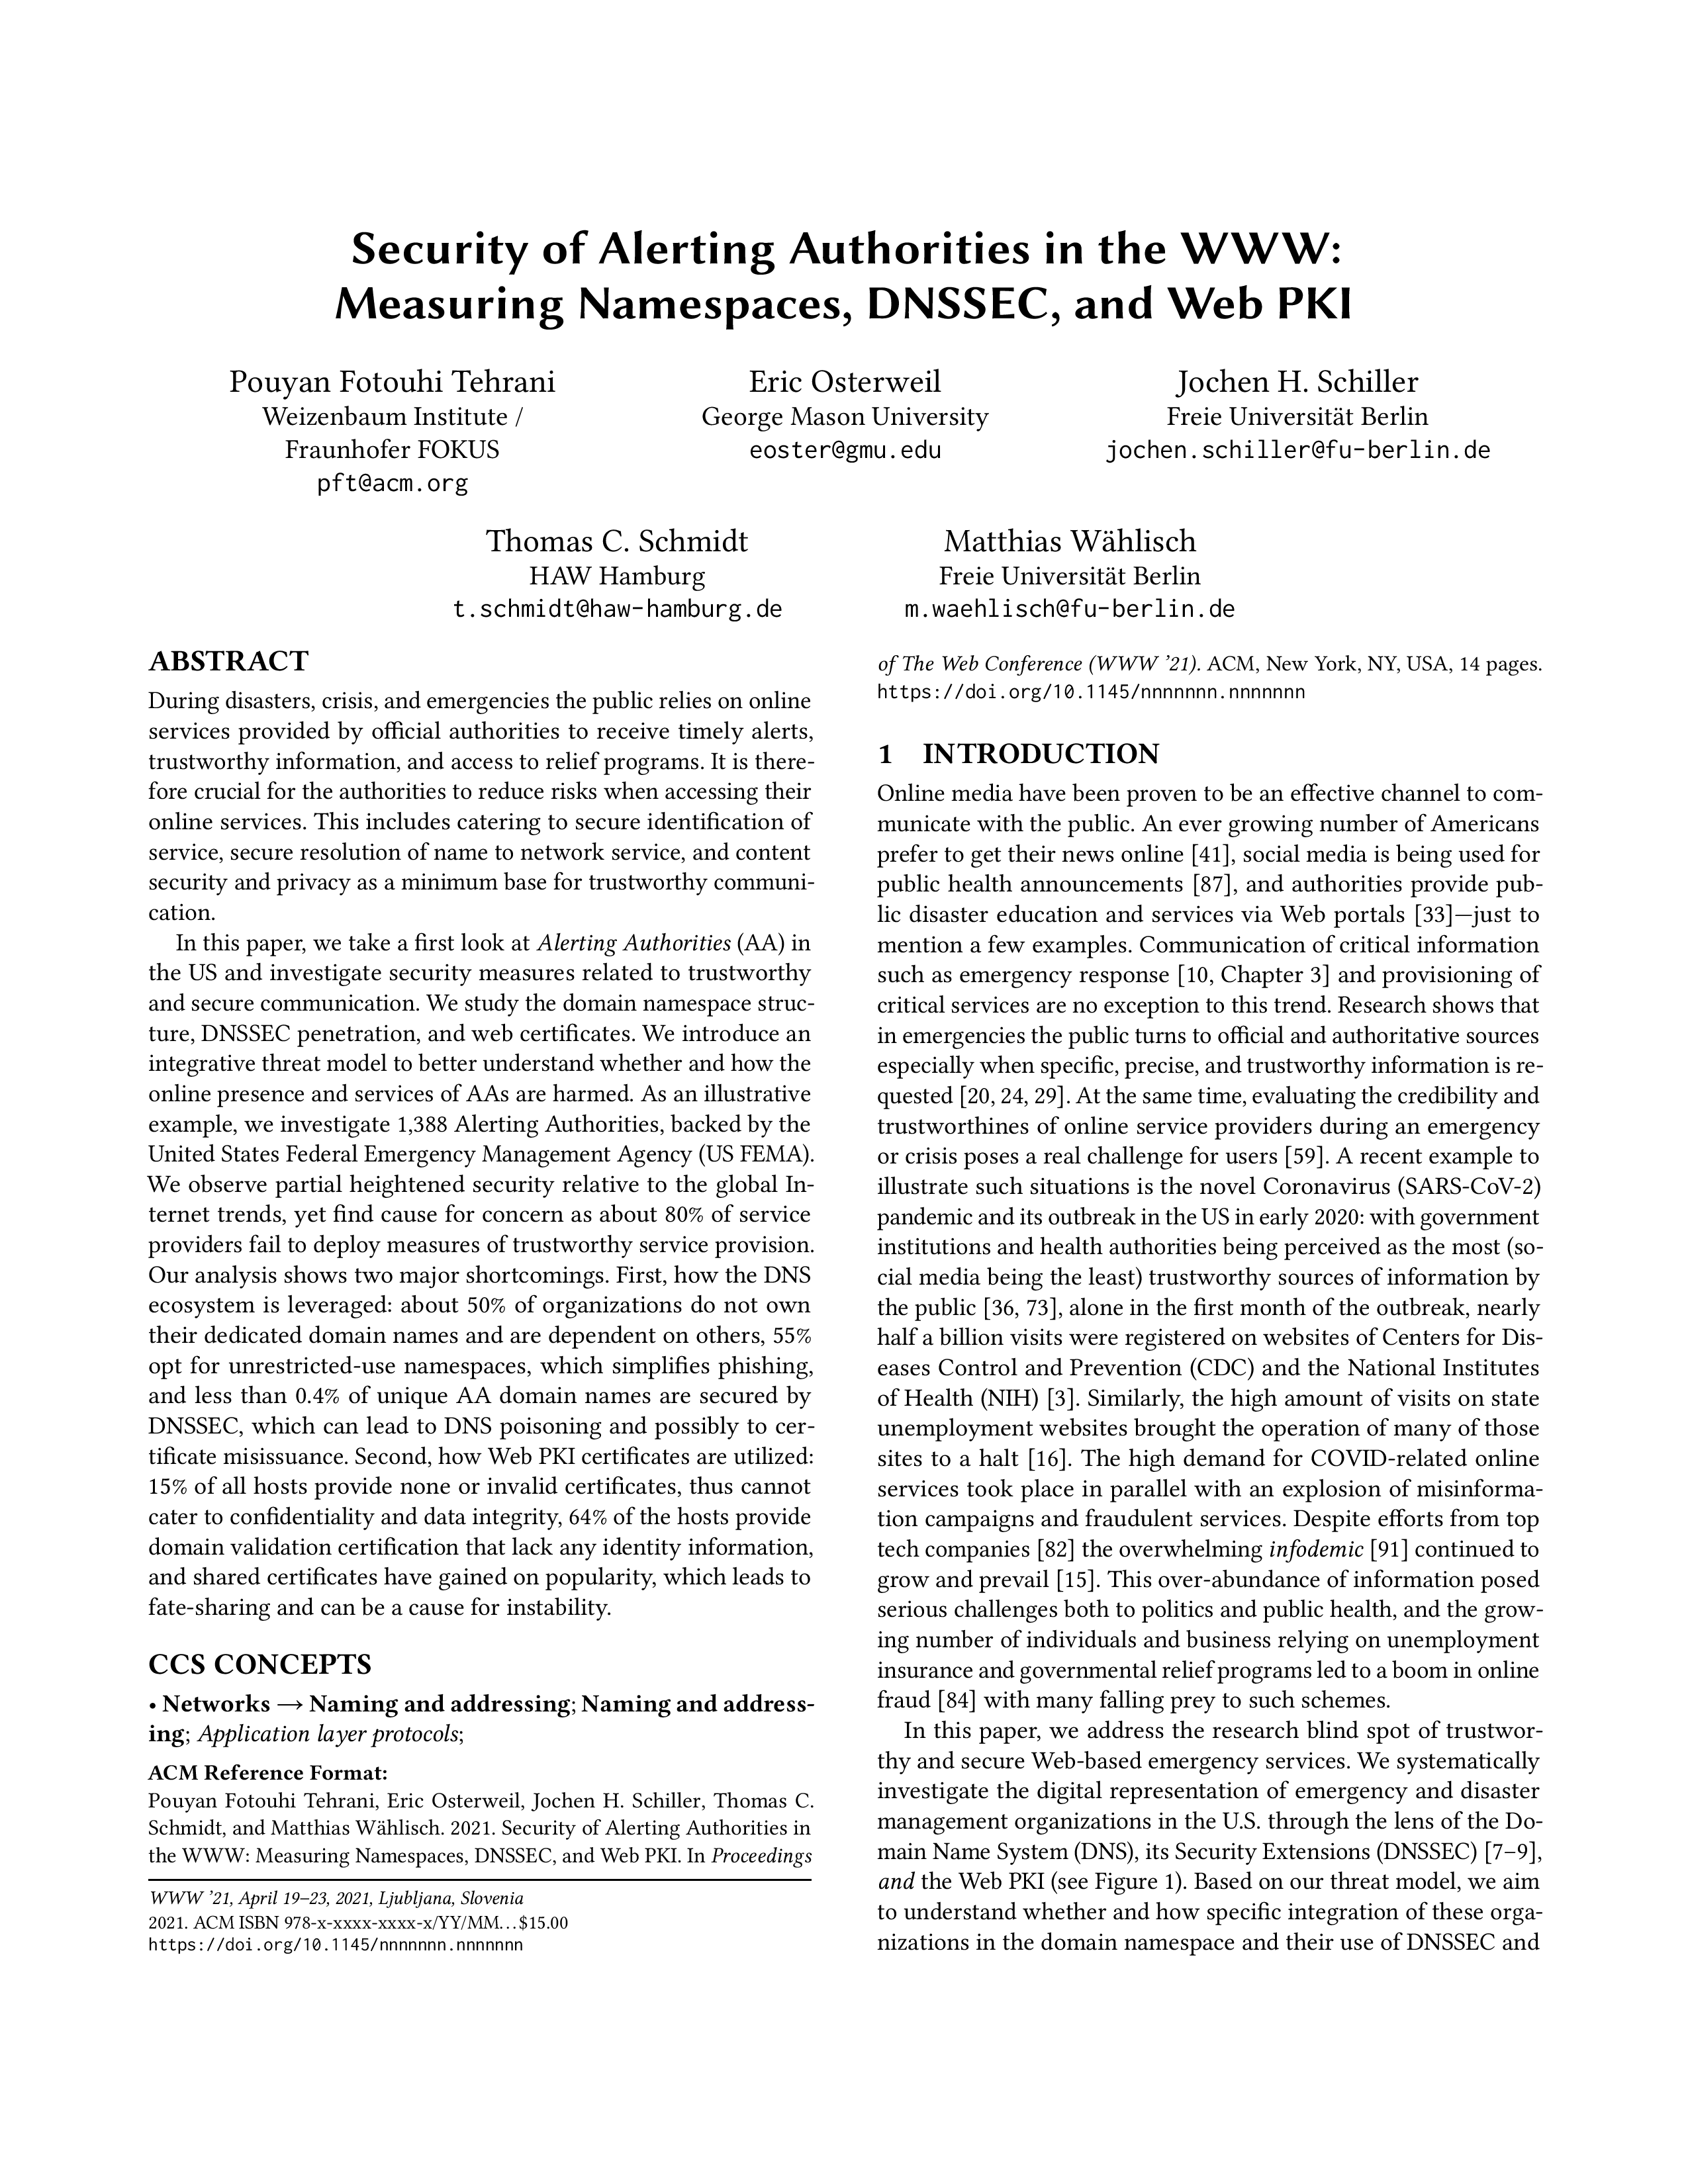 Security of Alerting Authorities in the WWW:
Measuring Namespaces, DNSSEC, and Web PKI
Pouyan Fotouhi Tehrani
Weizenbaum Institute /
Fraunhofer FOKUS
pft@acm.org
Eric Osterweil
George Mason University
eoster@gmu.edu
Jochen H. Schiller
Freie Universität Berlin
jochen.schiller@fu-berlin.de
Thomas C. Schmidt
HAW Hamburg
t.schmidt@haw-hamburg.de
Matthias Wählisch
Freie Universität Berlin
m.waehlisch@fu-berlin.de
ABSTRACT
During disasters, crisis, and emergencies the public relies on online
services provided by official authorities to receive timely alerts,
trustworthy information, and access to relief programs. It is there-
fore crucial for the authorities to reduce risks when accessing their
online services. This includes catering to secure identification of
service, secure resolution of name to network service, and content
security and privacy as a minimum base for trustworthy communi-
cation.
In this paper, we take a first look at Alerting Authorities (AA) in
the US and investigate security measures related to trustworthy
and secure communication. We study the domain namespace struc-
ture, DNSSEC penetration, and web certificates. We introduce an
integrative threat model to better understand whether and how the
online presence and services of AAs are harmed. As an illustrative
example, we investigate 1,388 Alerting Authorities, backed by the
United States Federal Emergency Management Agency (US FEMA).
We observe partial heightened security relative to the global In-
ternet trends, yet find cause for concern as about 80% of service
providers fail to deploy measures of trustworthy service provision.
Our analysis shows two major shortcomings. First, how the DNS
ecosystem is leveraged: about 50% of organizations do not own
their dedicated domain names and are dependent on others, 55%
opt for unrestricted-use namespaces, which simplifies phishing,
and less than 0.4% of unique AA domain names are secured by
DNSSEC, which can lead to DNS poisoning and possibly to cer-
tificate misissuance. Second, how Web PKI certificates are utilized:
15% of all hosts provide none or invalid certificates, thus cannot
cater to confidentiality and data integrity, 64% of the hosts provide
domain validation certification that lack any identity information,
and shared certificates have gained on popularity, which leads to
fate-sharing and can be a cause for instability.
CCS CONCEPTS
• Networks → Naming and addressing; Naming and address-
ing; Application layer protocols;
ACM Reference Format:
Pouyan Fotouhi Tehrani, Eric Osterweil, Jochen H. Schiller, Thomas C.
Schmidt, and Matthias Wählisch. 2021. Security of Alerting Authorities in
the WWW: Measuring Namespaces, DNSSEC, and Web PKI. In Proceedings
WWW ’21, April 19–23, 2021, Ljubljana, Slovenia
2021. ACM ISBN 978-x-xxxx-xxxx-x/YY/MM...$15.00
https://doi.org/10.1145/nnnnnnn.nnnnnnn
of The Web Conference (WWW ’21). ACM, New York, NY, USA, 14 pages.
https://doi.org/10.1145/nnnnnnn.nnnnnnn
1 INTRODUCTION
Online media have been proven to be an effective channel to com-
municate with the public. An ever growing number of Americans
prefer to get their news online [41], social media is being used for
public health announcements [87], and authorities provide pub-
lic disaster education and services via Web portals [33]—just to
mention a few examples. Communication of critical information
such as emergency response [10, Chapter 3] and provisioning of
critical services are no exception to this trend. Research shows that
in emergencies the public turns to official and authoritative sources
especially when specific, precise, and trustworthy information is re-
quested [20, 24, 29]. At the same time, evaluating the credibility and
trustworthines of online service providers during an emergency
or crisis poses a real challenge for users [59]. A recent example to
illustrate such situations is the novel Coronavirus (SARS-CoV-2)
pandemic and its outbreak in the US in early 2020: with government
institutions and health authorities being perceived as the most (so-
cial media being the least) trustworthy sources of information by
the public [36, 73], alone in the first month of the outbreak, nearly
half a billion visits were registered on websites of Centers for Dis-
eases Control and Prevention (CDC) and the National Institutes
of Health (NIH) [3]. Similarly, the high amount of visits on state
unemployment websites brought the operation of many of those
sites to a halt [16]. The high demand for COVID-related online
services took place in parallel with an explosion of misinforma-
tion campaigns and fraudulent services. Despite efforts from top
tech companies [82] the overwhelming infodemic [91] continued to
grow and prevail [15]. This over-abundance of information posed
serious challenges both to politics and public health, and the grow-
ing number of individuals and business relying on unemployment
insurance and governmental relief programs led to a boom in online
fraud [84] with many falling prey to such schemes.
In this paper, we address the research blind spot of trustwor-
thy and secure Web-based emergency services. We systematically
investigate the digital representation of emergency and disaster
management organizations in the U.S. through the lens of the Do-
main Name System (DNS), its Security Extensions (DNSSEC) [7–9],
and the Web PKI (see Figure 1). Based on our threat model, we aim
to understand whether and how specific integration of these orga-
nizations in the domain namespace and their use of DNSSEC and